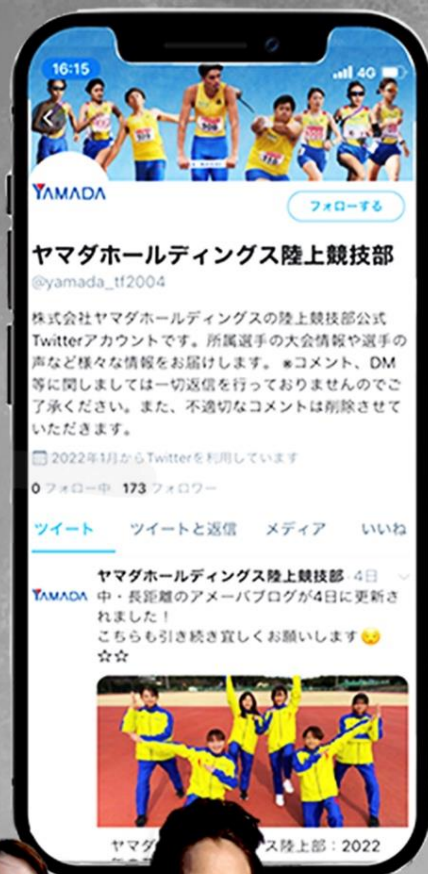 16:15
4G
YAMADA
フォローする
ヤマダホールディングス陸上競技部
@yamada_tf2004
株式会社ヤマダホールディングスの陸上競技部公式
Twitterアカウントです。所属選手の大会情報や選手の
声など様々な情報をお届けします。 ※コメント、DM
等に関しましては一切返信を行っておりませんのでご
了承ください。また、不適切なコメントは削除させて
いただきます。
2022年1月からTwitterを利用しています
0 フォロー中 173 フォロワー
ツイート ツイートと返信 メディア いいね
ヤマダホールディングス陸上競技部・4日
YAMADA 中・長距離のアメーバブログが4日に更新さ
れました！
こちらも引き続き宜しくお願いします😌
☆☆
ヤマダ ス陸上部：2022